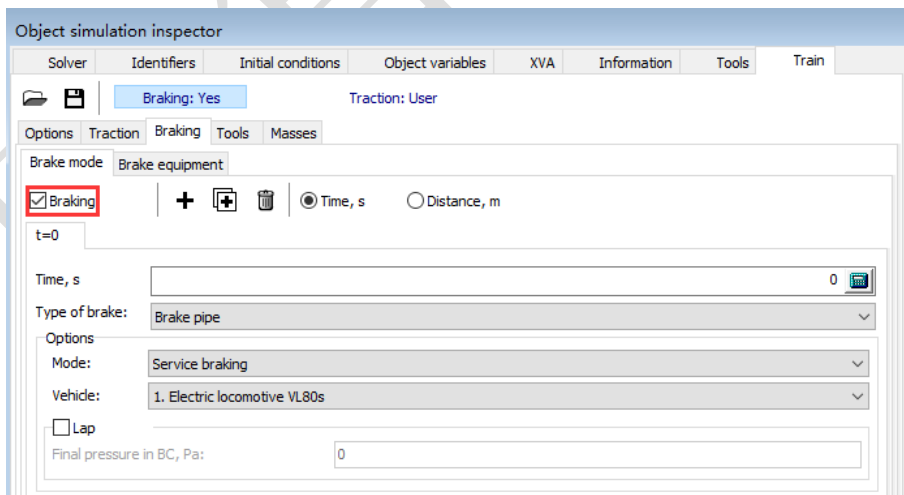 Object simulation inspector
Solver Identifiers Initial conditions Object variables XVA Information Tools Train
Braking: Yes Traction: User
Options Traction Braking Tools Masses
Brake mode Brake equipment
Braking Time, s Distance, m
t=0
Time, s 0
Type of brake: Brake pipe
Options
Mode: Service braking
Vehicle: 1. Electric locomotive VL80s
Lap
Final pressure in BC, Pa: 0